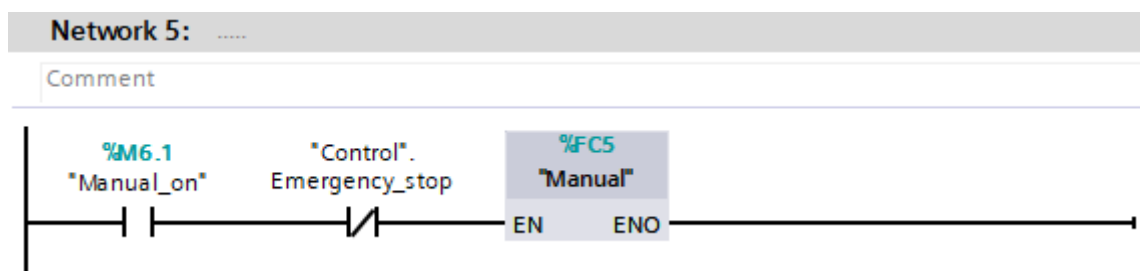 Network 5: .....
Comment
%M6.1
"Manual_on"
"Control".
Emergency_stop
%FC5
"Manual"
EN ENO